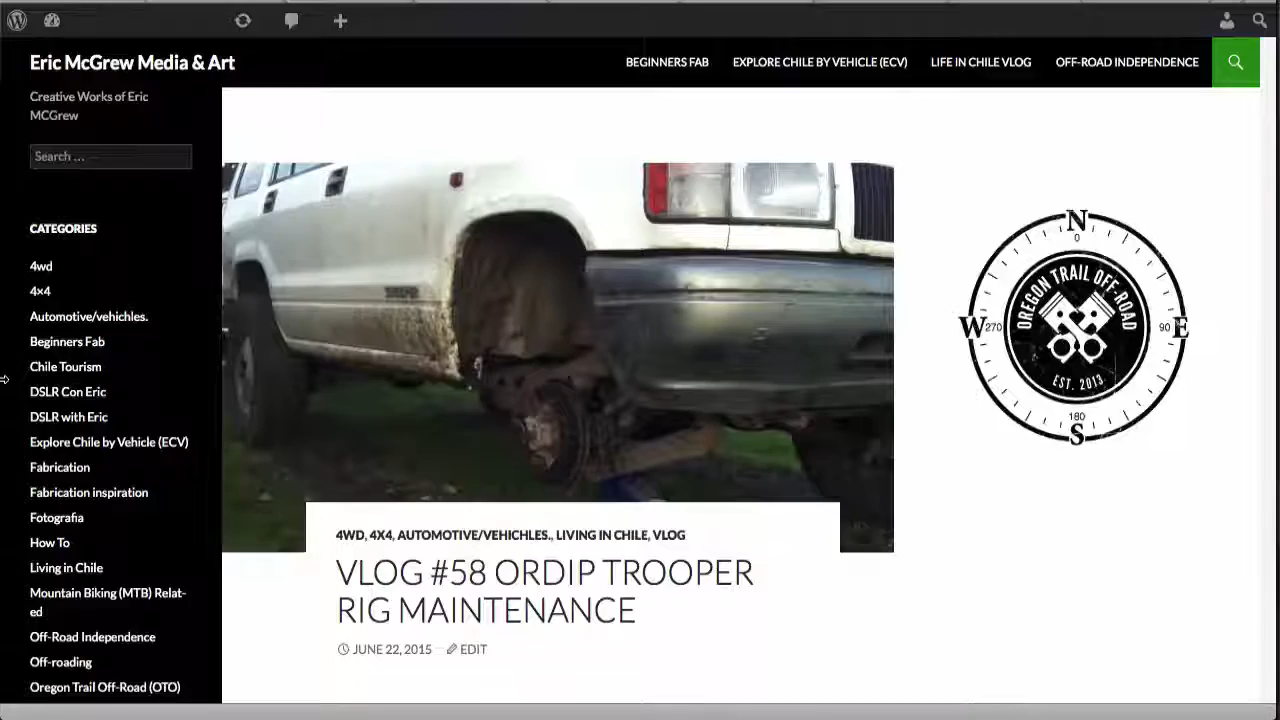 Eric McGrew Media & Art
BEGINNERS FAB
EXPLORE CHILE BY VEHICLE (ECV)
LIFE IN CHILE VLOG
OFF-ROAD INDEPENDENCE
Creative Works of Eric
MCGrew
Search ...
CATEGORIES
4wd
4×4
Automotive/vehichles.
Beginners Fab
Chile Tourism
DSLR Con Eric
DSLR with Eric
Explore Chile by Vehicle (ECV)
Fabrication
Fabrication inspiration
Fotografia
How To
Living in Chile
Mountain Biking (MTB) Relat-
ed
Off-Road Independence
Off-roading
Oregon Trail Off-Road (OTO)
N
0
W
270
OREGON TRAIL OFF-ROAD
EST. 2013
90
E
180
S
4WD, 4X4, AUTOMOTIVE/VEHICHLES., LIVING IN CHILE, VLOG
VLOG #58 ORDIP TROOPER
RIG MAINTENANCE
JUNE 22, 2015
EDIT